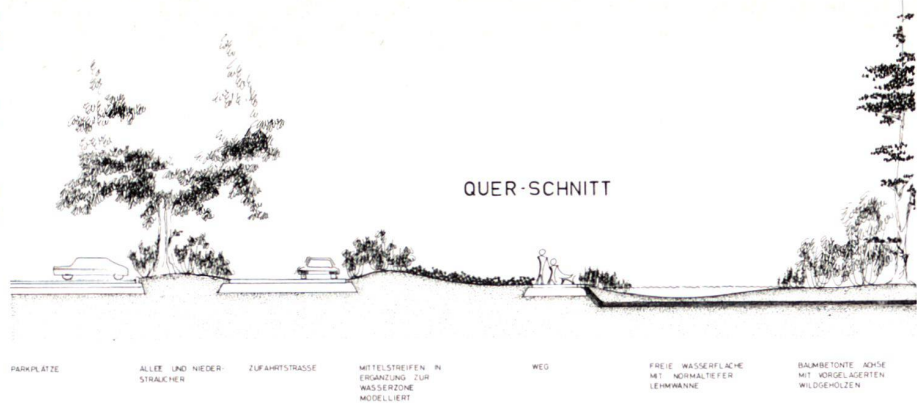 QUER-SCHNITT
PARKPLÄTZE
ALLEE UND NIEDER-
STRÄUCHER
ZUFAHRTSTRASSE
MITTELSTREIFEN IN
ERGÄNZUNG ZUR
WASSERZONE
MODELLIERT
WEG
FREIE WASSERFLÄCHE
MIT NORMALTIEFER
LEHMWANNE
BAUMBETONTE ACHSE
MIT VORGELAGERTEN
WILDGEHÖLZEN